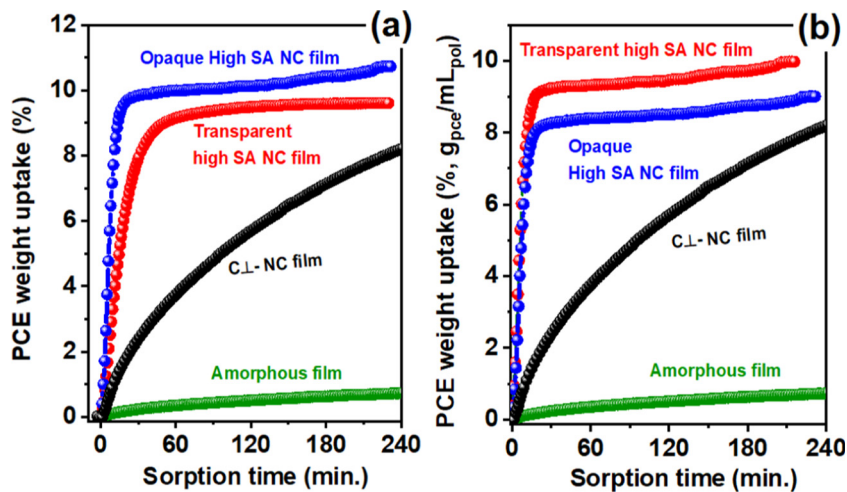 (a)
PCE weight uptake (%)
12
10
8
6
4
2
0
Opaque High SA NC film
Transparent
high SA NC film
C⊥- NC film
Amorphous film
0 60 120 180 240
Sorption time (min.)
(b)
PCE weight uptake (%, gpce/mLpol)
10
8
6
4
2
0
Transparent high SA NC film
Opaque
High SA NC film
C⊥- NC film
Amorphous film
0 60 120 180 240
Sorption time (min.)